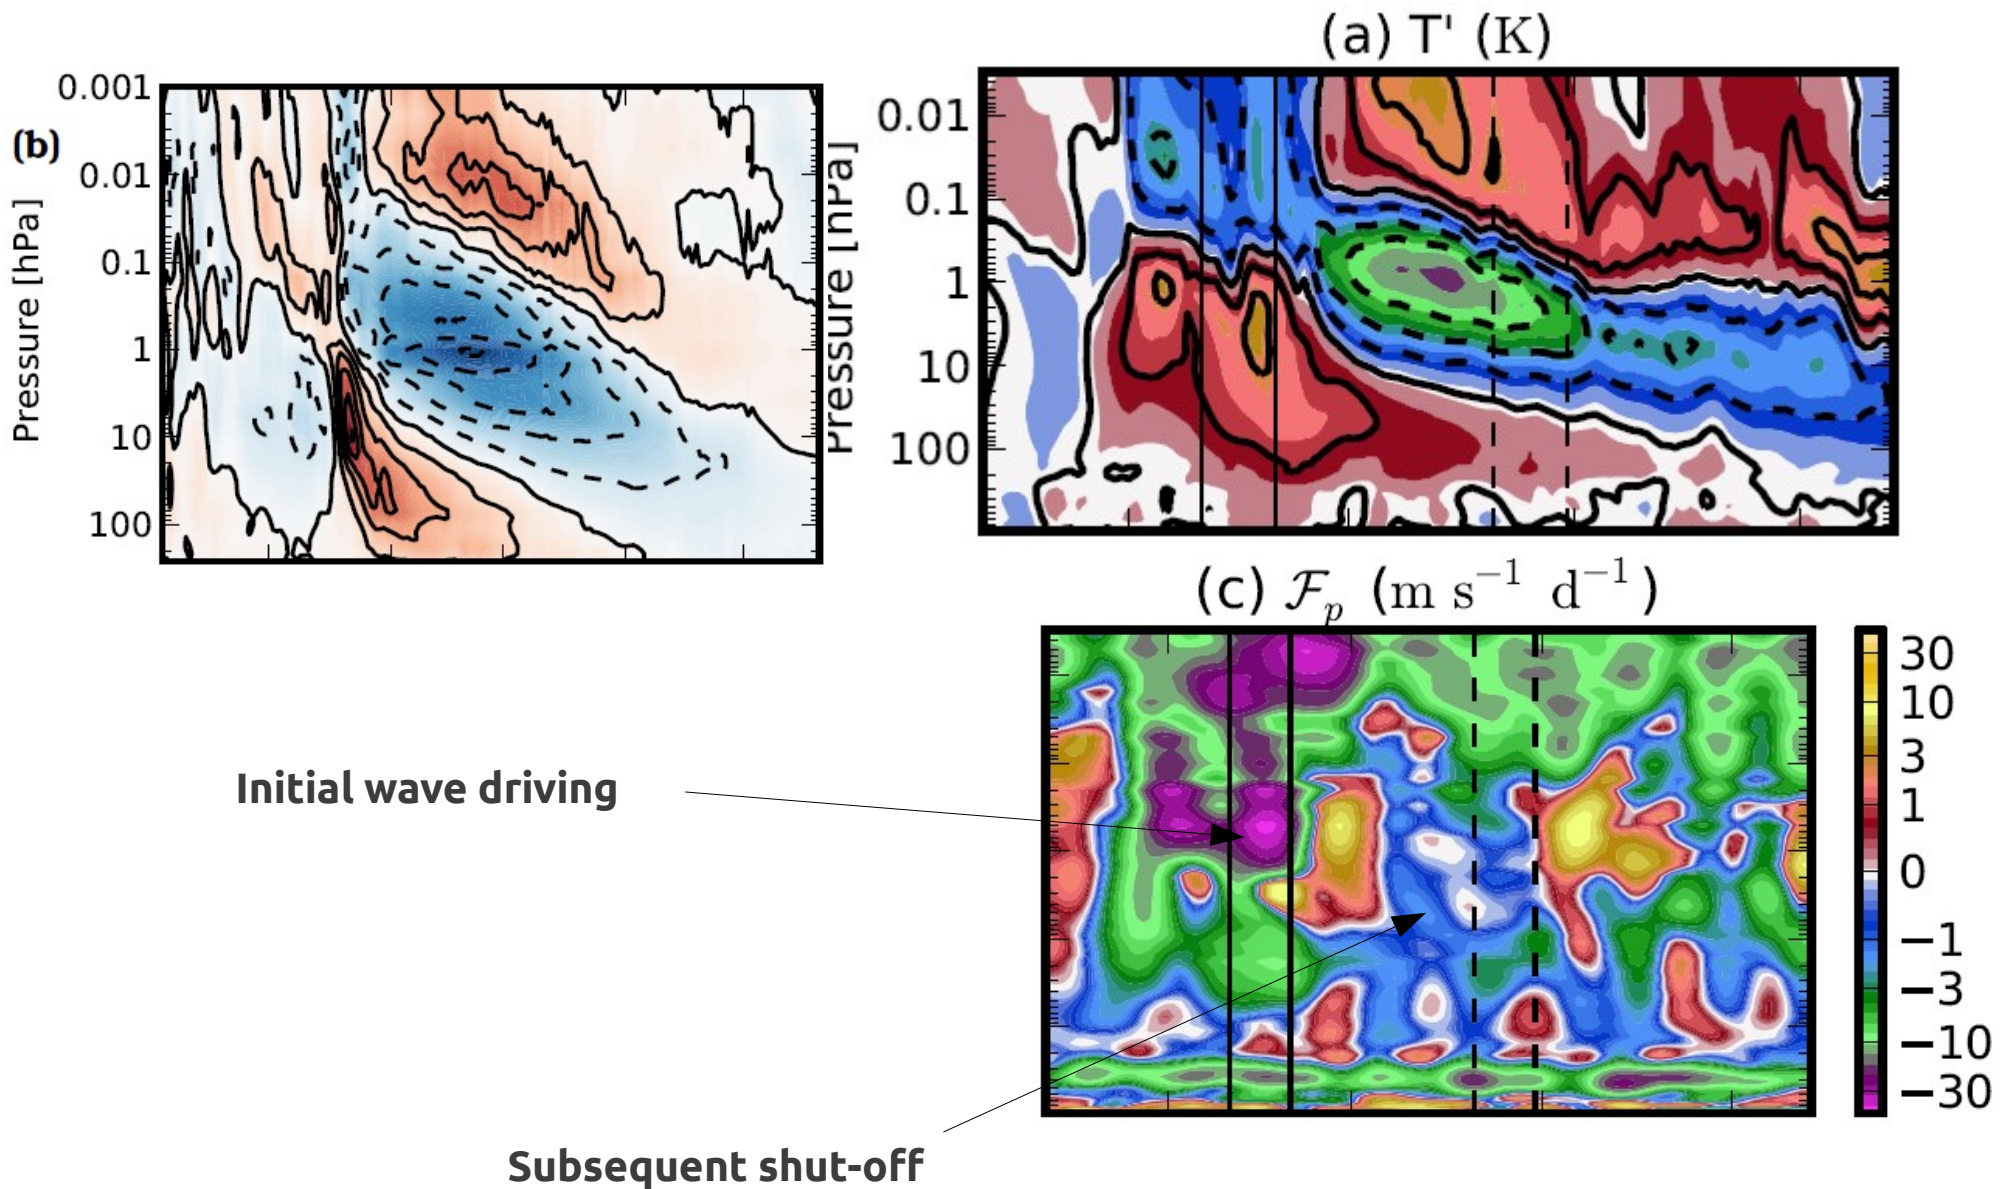 (a) T' (K)
0.001
(b)
0.01
0.1
1
10
100
Pressure [hPa]
Pressure [hPa]
0.01
0.1
1
10
100
(c) ℱp (m s−1 d−1)
30
10
3
1
0
−1
−3
−10
−30
Initial wave driving
Subsequent shut-off